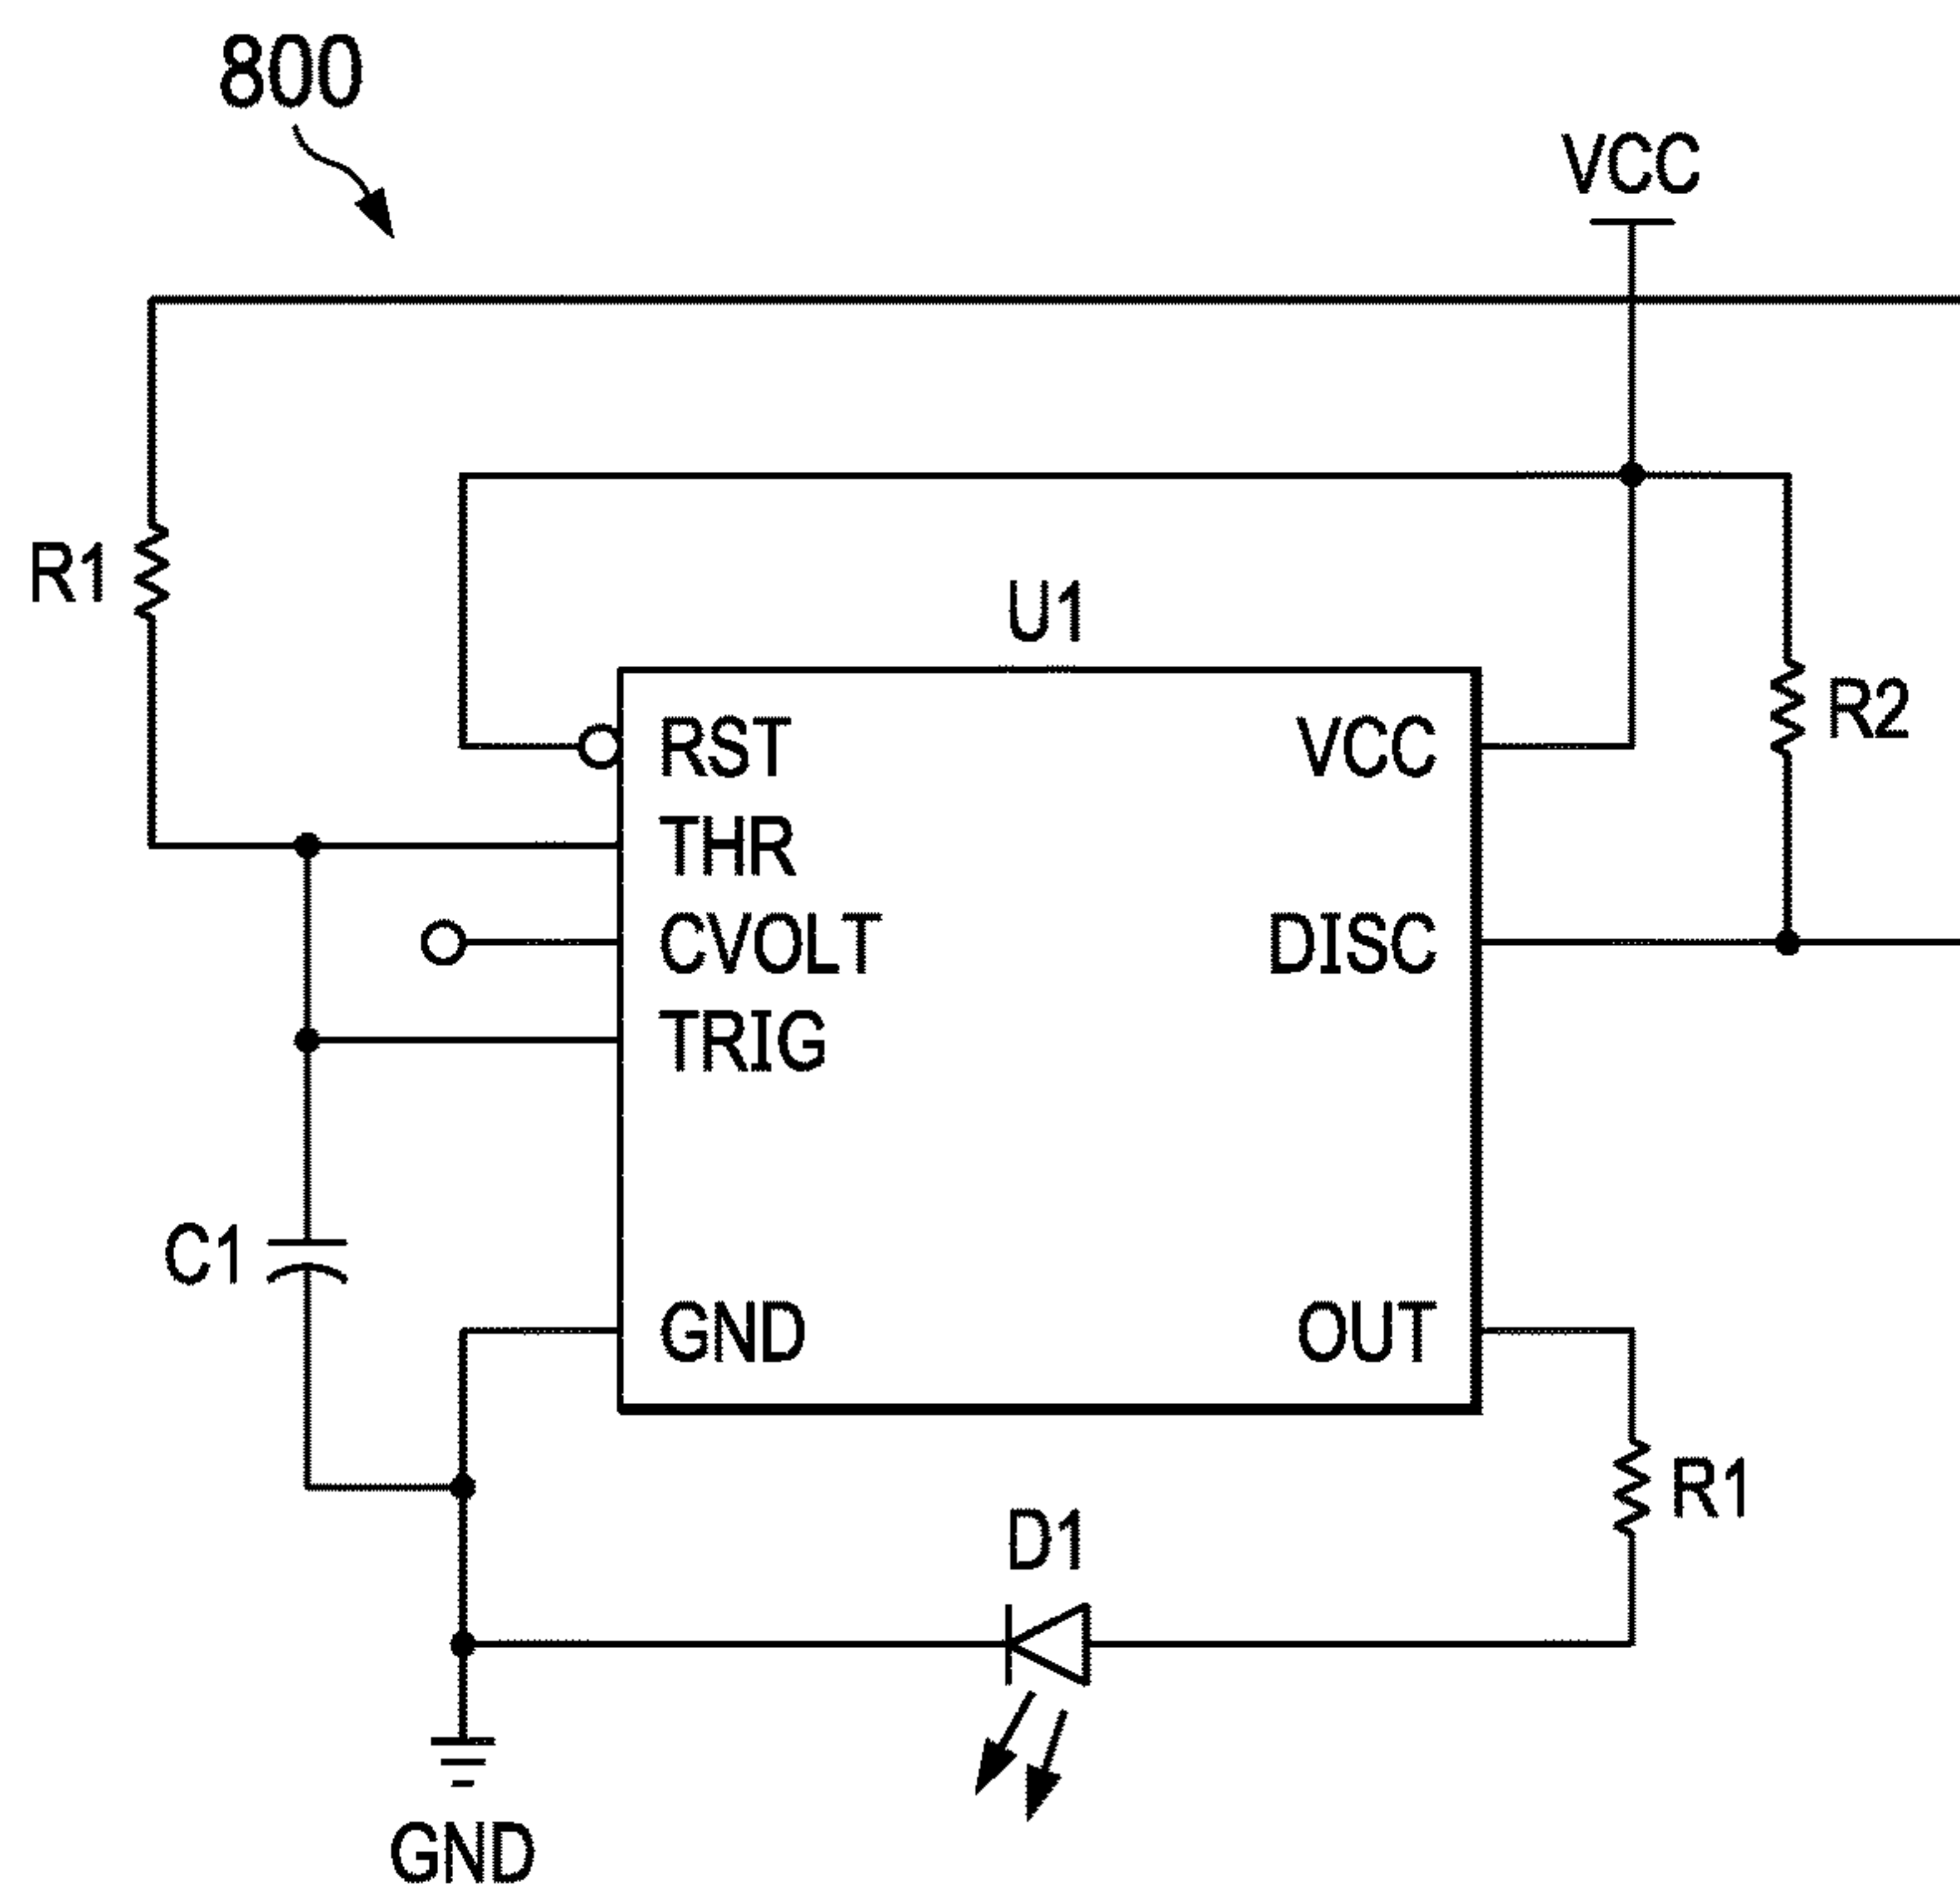 800
VCC
R1
U1
R2
RST
VCC
THR
CVOLT
DISC
TRIG
C1
GND
OUT
R1
D1
GND